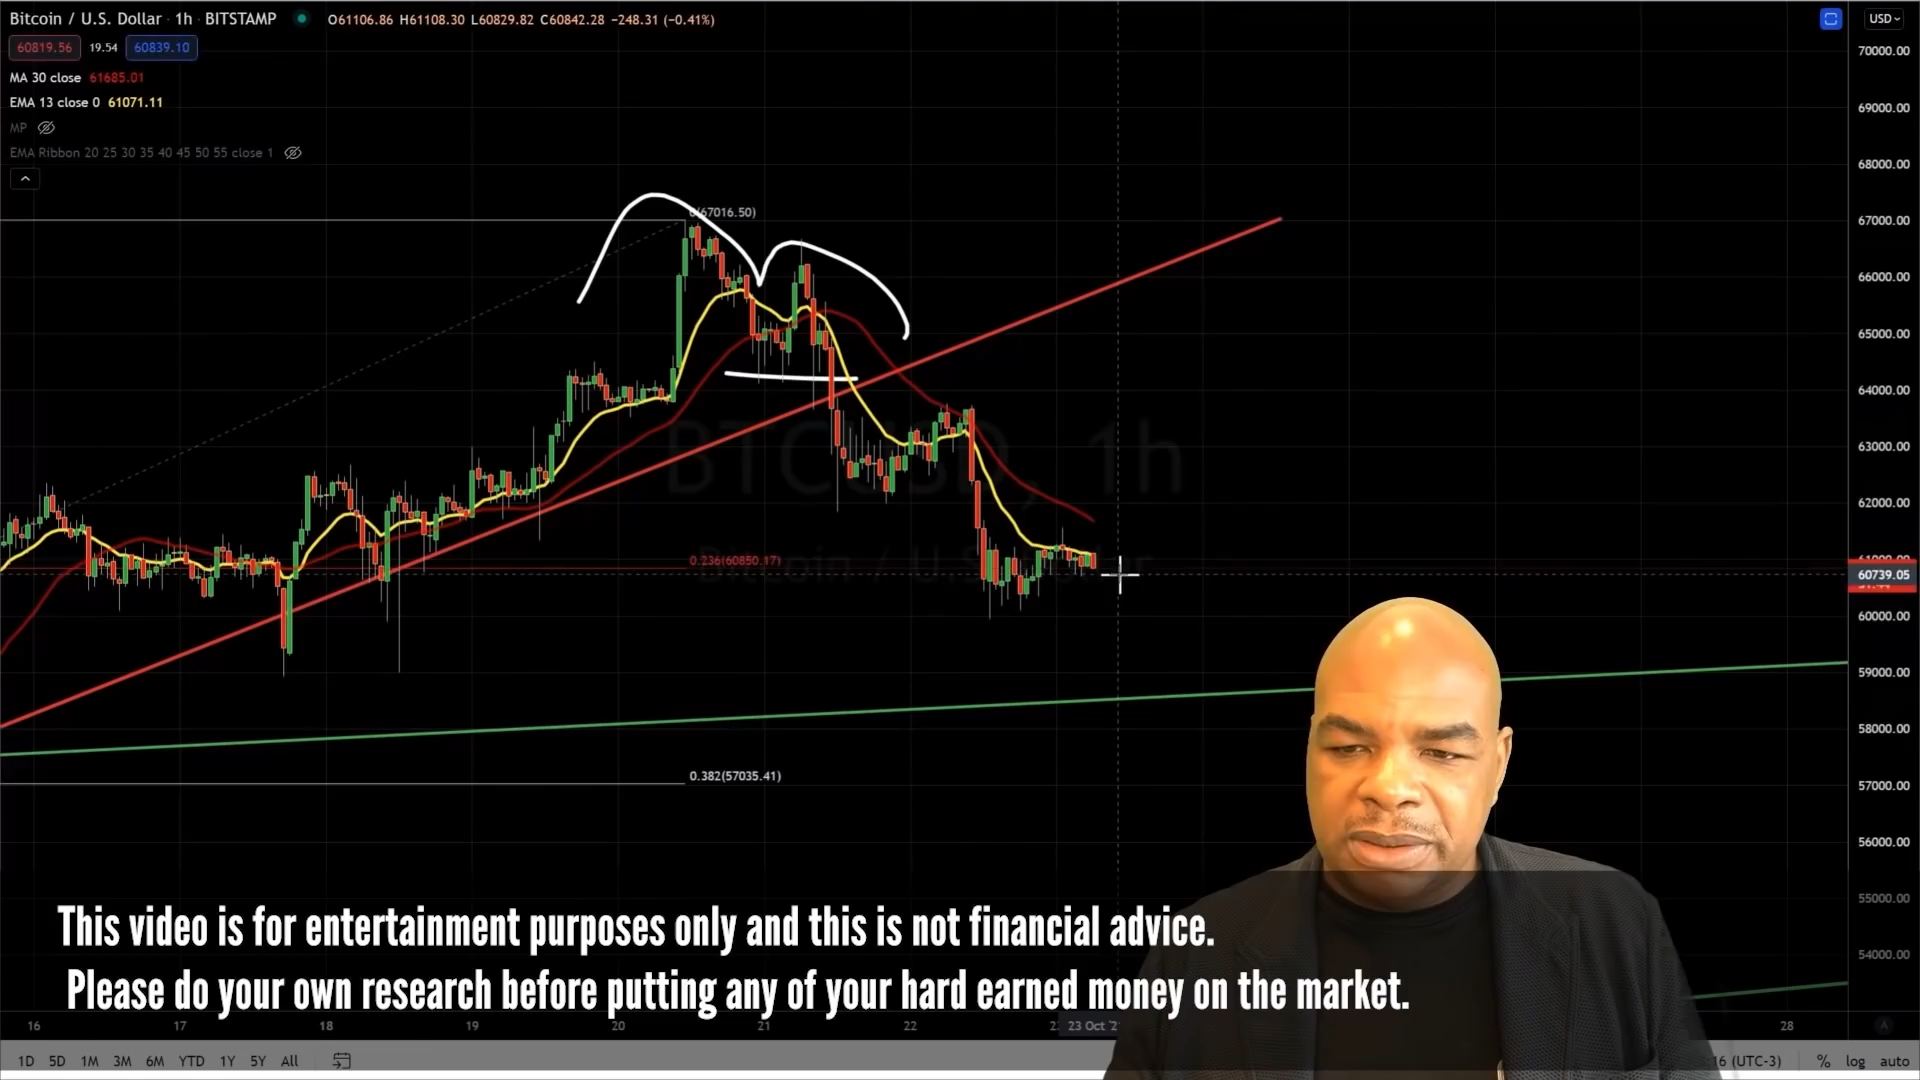 Bitcoin / U.S. Dollar · 1h · BITSTAMP O61106.86 H61108.30 L60829.82 C60842.28 −248.31 (−0.41%)
USD
60819.56 19.54 60839.10
MA 30 close 61685.01
EMA 13 close 0 61071.11
MP
EMA Ribbon 20 25 30 35 40 45 50 55 close 1
70000.00
69000.00
68000.00
0(67016.50)
67000.00
66000.00
65000.00
64000.00
63000.00
BTCUSD, 1h
62000.00
0.236(60850.17)
Bitcoin / U.S. Dollar
60739.05
60000.00
59000.00
58000.00
0.382(57035.41)
57000.00
56000.00
55000.00
54000.00
This video is for entertainment purposes only and this is not financial advice.
Please do your own research before putting any of your hard earned money on the market.
16 17 18 19 20 21 22 23 Oct '2 28 A
1D 5D 1M 3M 6M YTD 1Y 5Y All :16 (UTC-3) % log auto